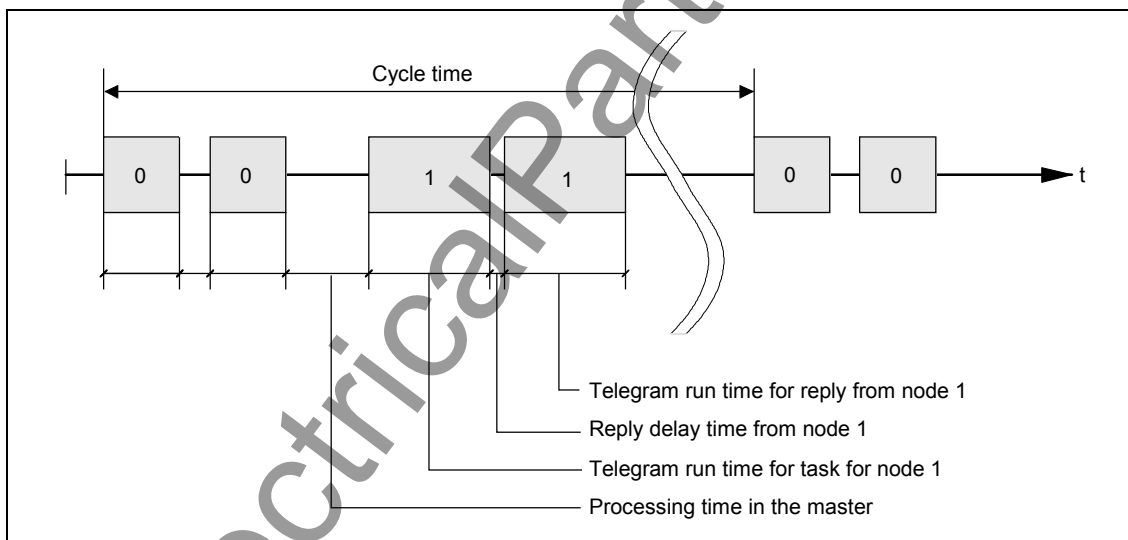 Cycle time
0 0 1 1 0 0 t
Telegram run time for reply from node 1
Reply delay time from node 1
Telegram run time for task for node 1
Processing time in the master
ectricalPart